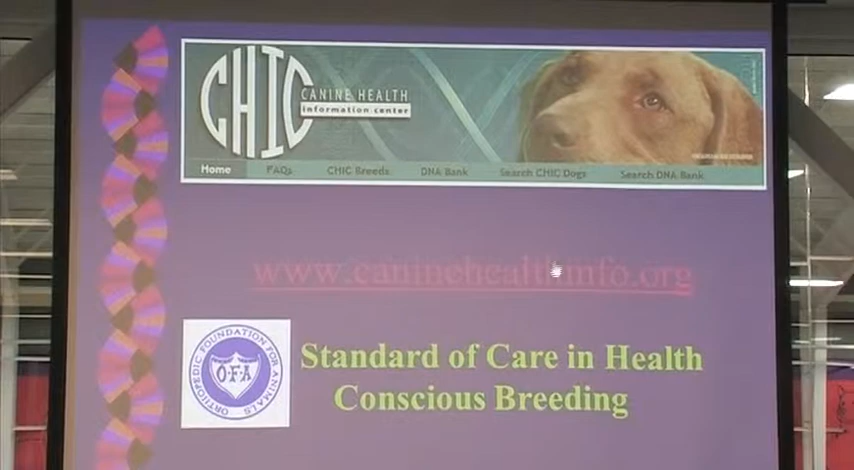 CHIC
CANINE HEALTH
information center
Home FAQs CHIC Breeds DNA Bank Search CHIC Dogs Search DNA Bank
www.caninehealthinfo.org
ORTHOPEDIC FOUNDATION FOR ANIMALS
O·F·A
Standard of Care in Health
Conscious Breeding